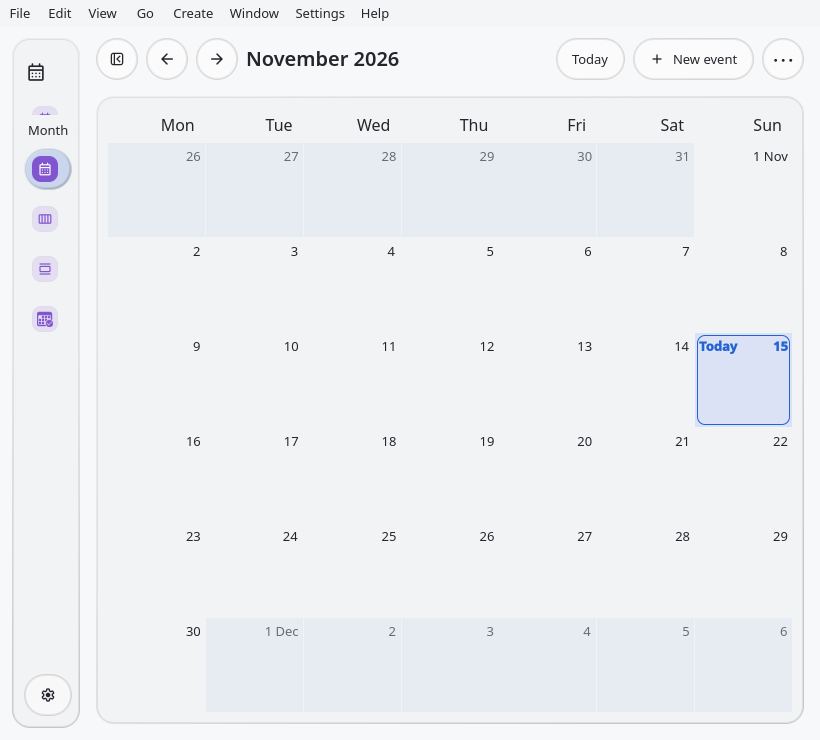 File Edit View Go Create Window Settings Help
November 2026 Today New event
Month
Mon Tue Wed Thu Fri Sat Sun
26 27 28 29 30 31 1 Nov
2 3 4 5 6 7 8
9 10 11 12 13 14 Today 15
16 17 18 19 20 21 22
23 24 25 26 27 28 29
30 1 Dec 2 3 4 5 6